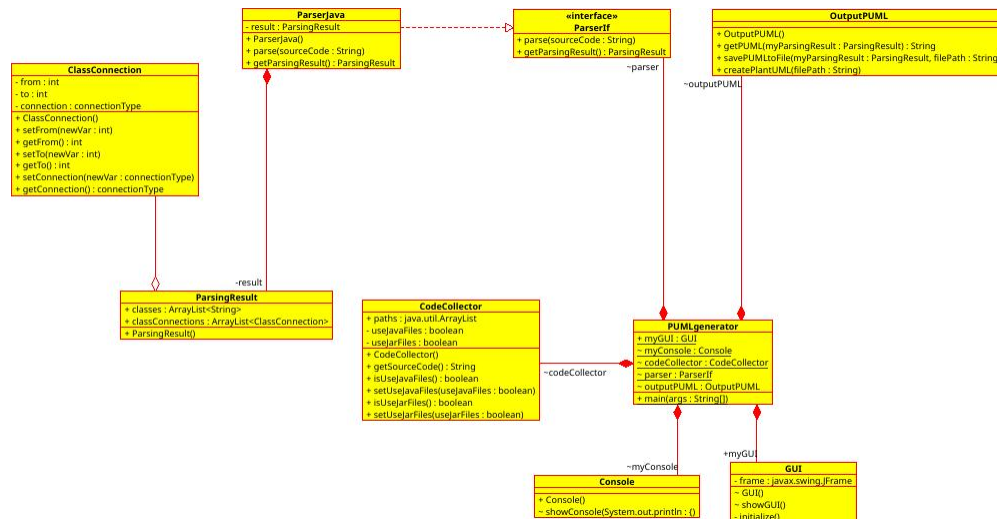 ParserJava
- result : ParsingResult
+ ParserJava()
+ parse(sourceCode : String)
+ getParsingResult() : ParsingResult
«interface»
ParserIf
+ parse(sourceCode : String)
+ getParsingResult() : ParsingResult
OutputPUML
+ OutputPUML()
+ getPUML(myParsingResult : ParsingResult) : String
+ savePUMLtoFile(myParsingResult : ParsingResult, filePath : String
+ createPlantUML(filePath : String)
ClassConnection
- from : int
- to : int
- connection : connectionType
+ ClassConnection()
+ setFrom(newVar : int)
+ getFrom() : int
+ setTo(newVar : int)
+ getTo() : int
+ setConnection(newVar : connectionType)
+ getConnection() : connectionType
~parser
~outputPUML
-result
ParsingResult
+ classes : ArrayList<String>
+ classConnections : ArrayList<ClassConnection>
+ ParsingResult()
CodeCollector
+ paths : java.util.ArrayList
- useJavaFiles : boolean
- useJarFiles : boolean
+ CodeCollector()
+ getSourceCode() : String
+ isUseJavaFiles() : boolean
+ setUseJavaFiles(useJavaFiles : boolean)
+ isUseJarFiles() : boolean
+ setUseJarFiles(useJarFiles : boolean)
~codeCollector
PUMLgenerator
+ myGUI : GUI
~ myConsole : Console
~ codeCollector : CodeCollector
~ parser : ParserIf
~ outputPUML : OutputPUML
+ main(args : String[])
~myConsole
+myGUI
Console
+ Console()
~ showConsole(System.out.println : {)
GUI
- frame : javax.swing.JFrame
~ GUI()
~ showGUI()
- initialize()